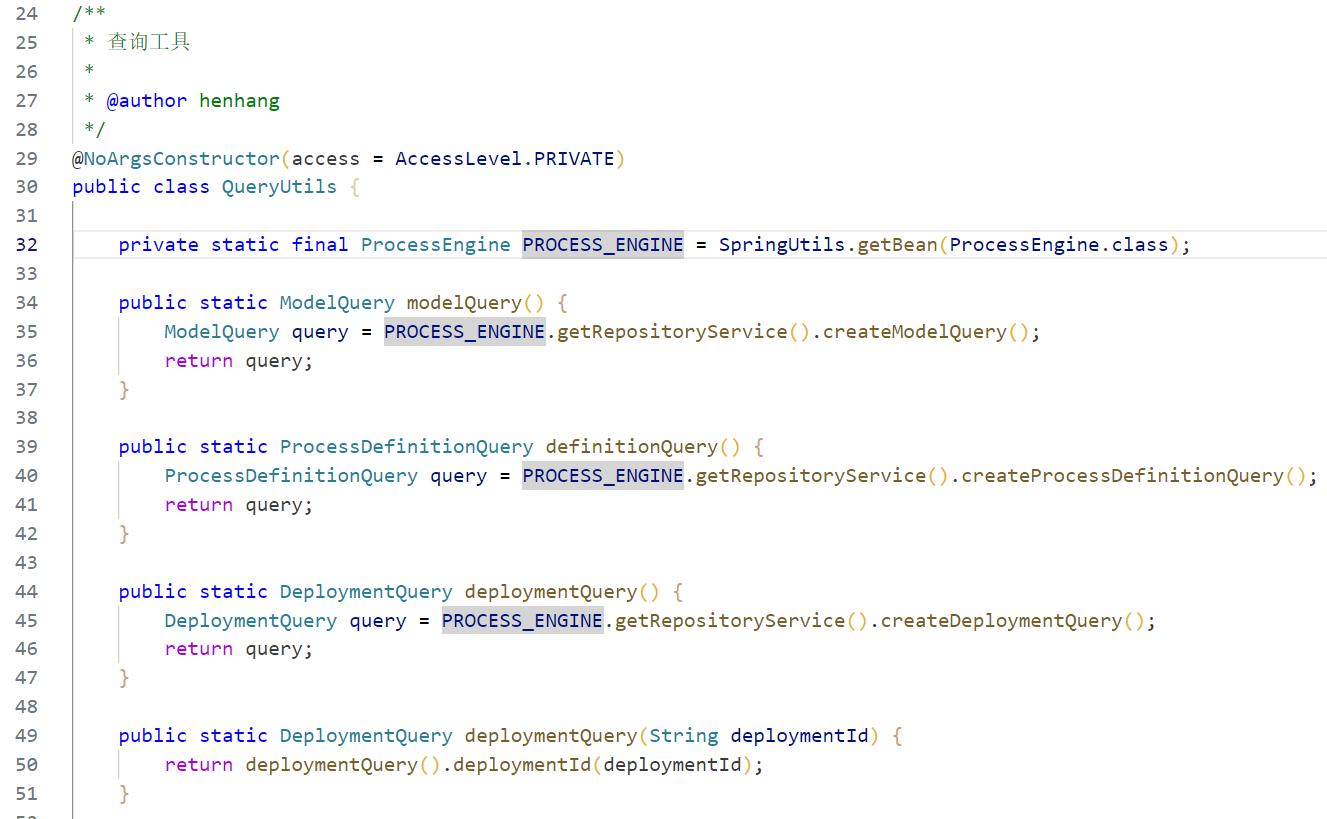 24 /**
25  * 查询工具
26  *
27  * @author henhang
28  */
29 @NoArgsConstructor(access = AccessLevel.PRIVATE)
30 public class QueryUtils {
31
32     private static final ProcessEngine PROCESS_ENGINE = SpringUtils.getBean(ProcessEngine.class);
33
34     public static ModelQuery modelQuery() {
35         ModelQuery query = PROCESS_ENGINE.getRepositoryService().createModelQuery();
36         return query;
37     }
38
39     public static ProcessDefinitionQuery definitionQuery() {
40         ProcessDefinitionQuery query = PROCESS_ENGINE.getRepositoryService().createProcessDefinitionQuery();
41         return query;
42     }
43
44     public static DeploymentQuery deploymentQuery() {
45         DeploymentQuery query = PROCESS_ENGINE.getRepositoryService().createDeploymentQuery();
46         return query;
47     }
48
49     public static DeploymentQuery deploymentQuery(String deploymentId) {
50         return deploymentQuery().deploymentId(deploymentId);
51     }